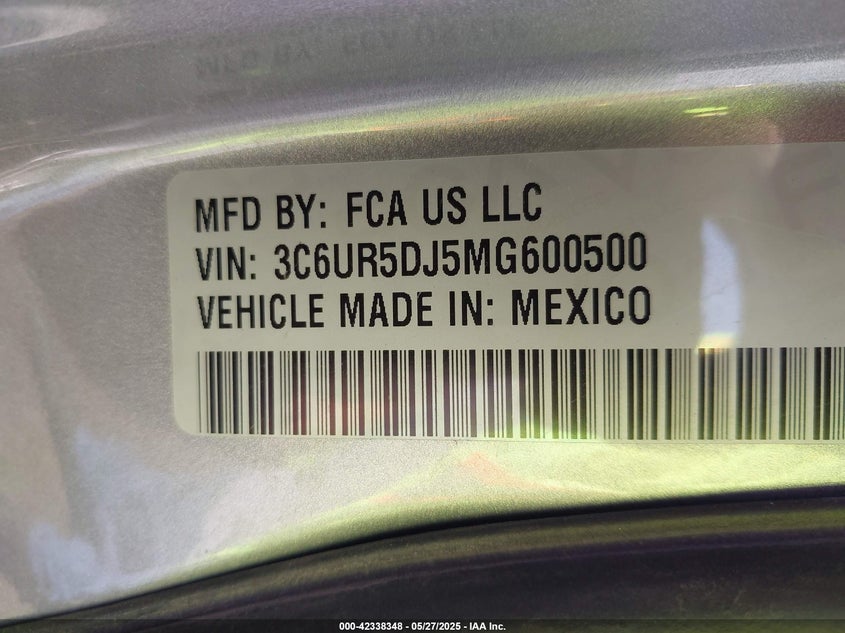 MFD BY: FCA US LLC
VIN: 3C6UR5DJ5MG600500
VEHICLE MADE IN: MEXICO
000-42338348 - 05/27/2025 - IAA Inc.